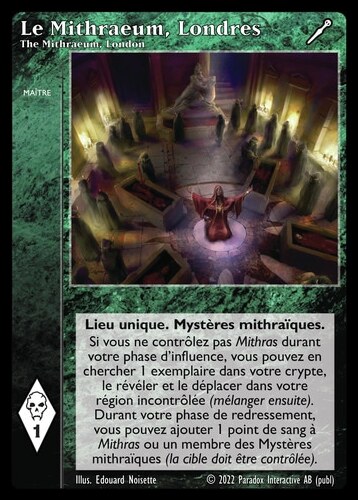 Le Mithraeum, Londres
The Mithraeum, London
MAÎTRE
Lieu unique. Mystères mithraïques.
Si vous ne contrôlez pas Mithras durant
votre phase d'influence, vous pouvez en
chercher 1 exemplaire dans votre crypte,
le révéler et le déplacer dans votre
région incontrôlée (mélanger ensuite).
Durant votre phase de redressement,
vous pouvez ajouter 1 point de sang à
Mithras ou un membre des Mystères
mithraïques (la cible doit être contrôlée).
1
Illus. Edouard Noisette
© 2022 Paradox Interactive AB (publ)